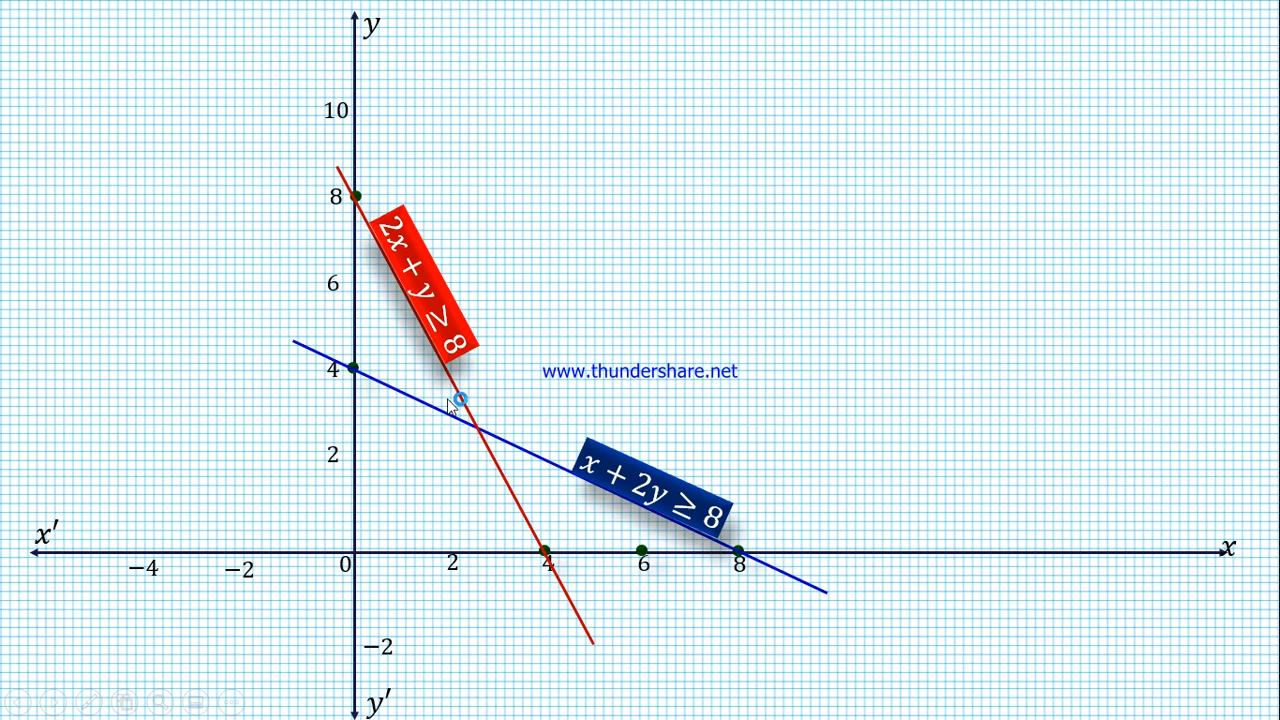 y
10
8
2x + y ≥ 8
6
4
www.thundershare.net
2
x + 2y ≥ 8
x′
x
−4
−2
0
2
4
6
8
−2
y′